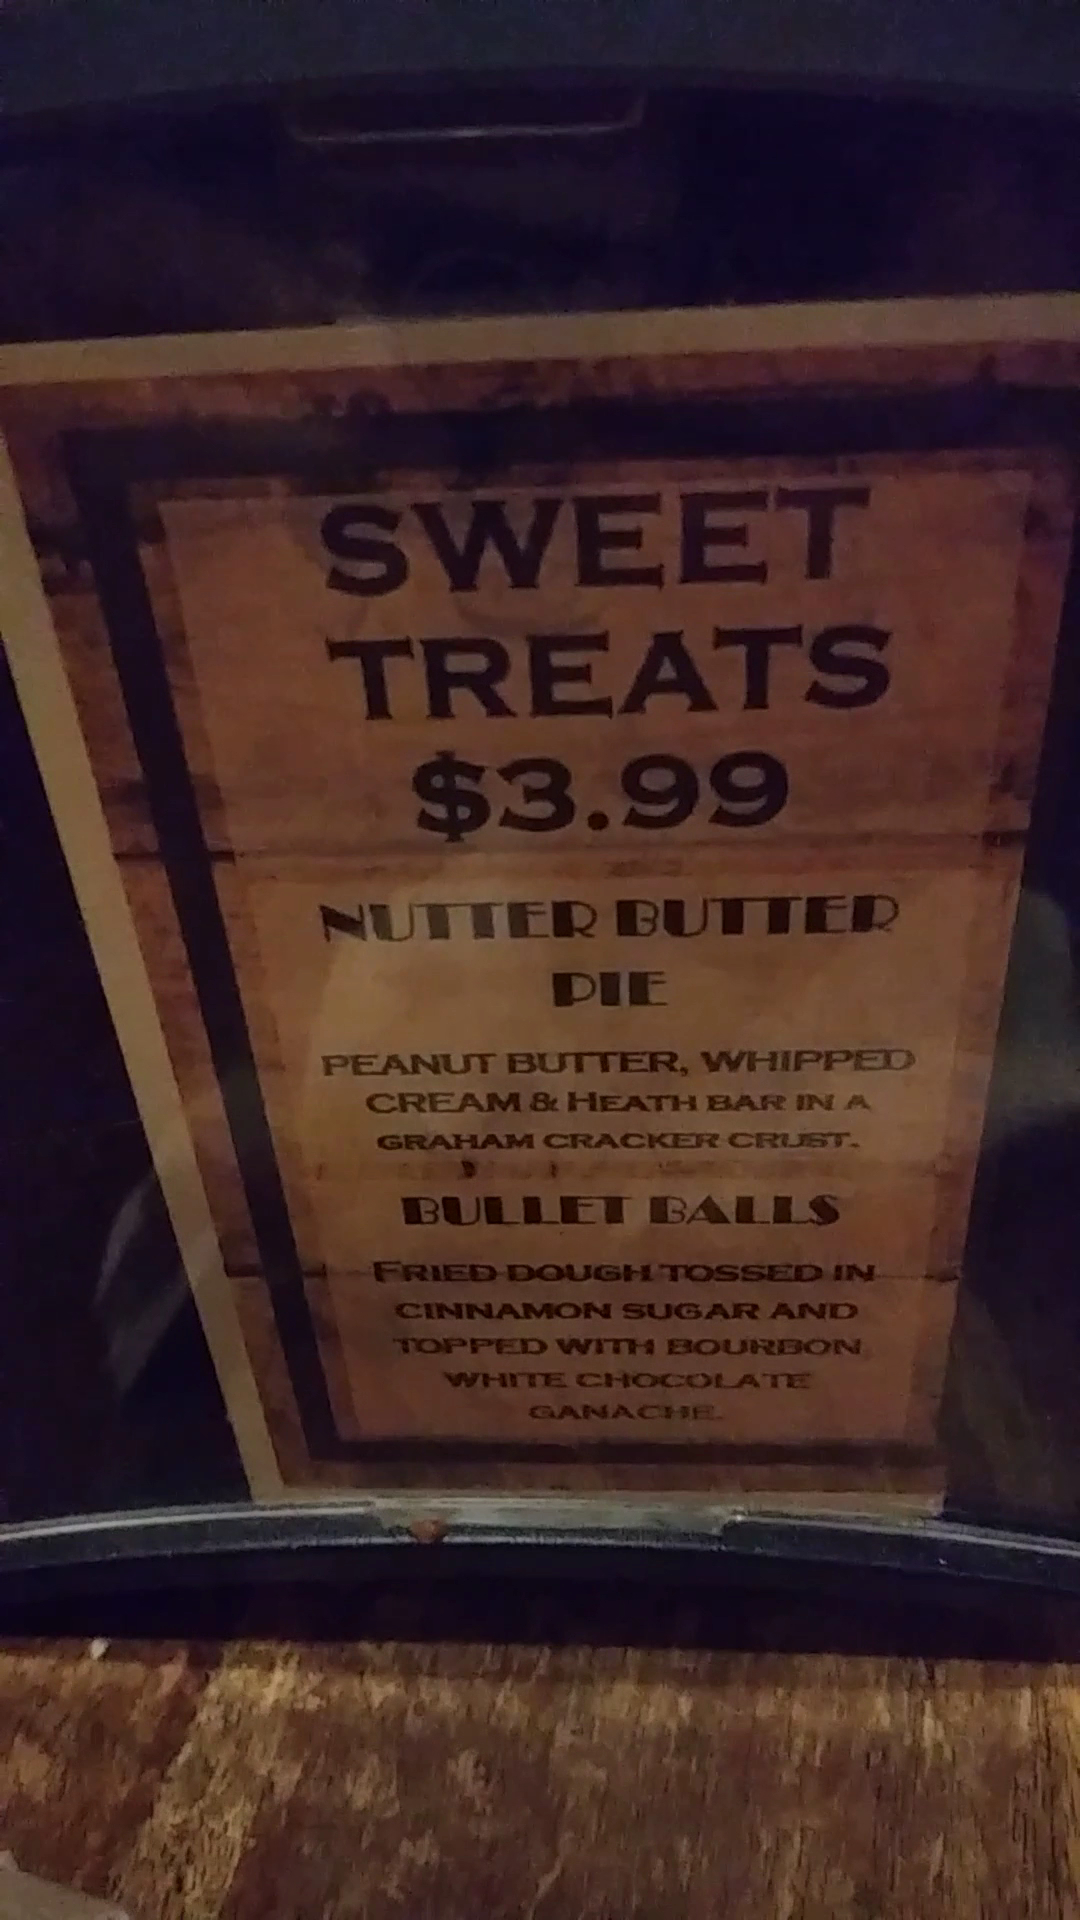 SWEET
TREATS
$3.99
NUTTER BUTTER
PIE
PEANUT BUTTER, WHIPPED
CREAM & HEATH BAR IN A
GRAHAM CRACKER CRUST.
BULLET BALLS
FRIED DOUGH TOSSED IN
CINNAMON SUGAR AND
TOPPED WITH BOURBON
WHITE CHOCOLATE
GANACHE.